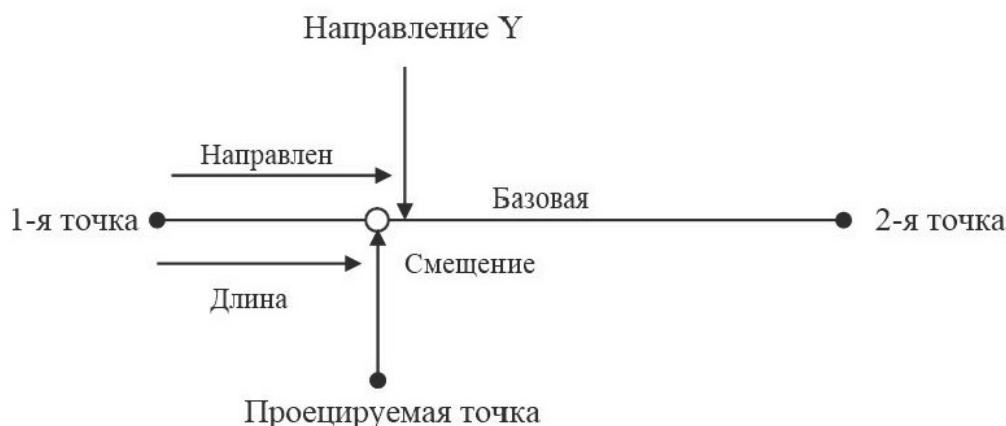 Направление Y
Направлен
Базовая
1-я точка
2-я точка
Смещение
Длина
Проецируемая точка